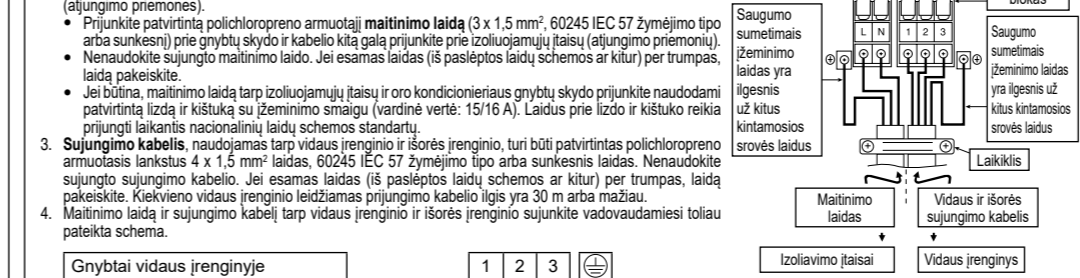 (atjungimo priemonės).
• Prijunkite patvirtintą polichloropreno armuotąjį maitinimo laidą (3 x 1,5 mm², 60245 IEC 57 žymėjimo tipo
arba sunkesnį) prie gnybtų skydo ir kabelio kitą galą prijunkite prie izoliuojamųjų įtaisų (atjungimo priemonių).
• Nenaudokite sujungto maitinimo laido. Jei esamas laidas (iš paslėptos laidų schemos ar kitur) per trumpas,
laidą pakeiskite.
• Jei būtina, maitinimo laidą tarp izoliuojamųjų įtaisų ir oro kondicionieriaus gnybtų skydo prijunkite naudodami
patvirtintą lizdą ir kištuką su įžeminimo smaigu (vardinė vertė: 15/16 A). Laidus prie lizdo ir kištuko reikia
prijungti laikantis nacionalinių laidų schemos standartų.
3. Sujungimo kabelis, naudojamas tarp vidaus įrenginio ir išorės įrenginio, turi būti patvirtintas polichloropreno
armuotasis lankstus 4 x 1,5 mm² laidas, 60245 IEC 57 žymėjimo tipo arba sunkesnis laidas. Nenaudokite
sujungto sujungimo kabelio. Jei esamas laidas (iš paslėptos laidų schemos ar kitur) per trumpas, laidą
pakeiskite. Kiekvieno vidaus įrenginio leidžiamas prijungimo kabelio ilgis yra 30 m arba mažiau.
4. Maitinimo laidą ir sujungimo kabelį tarp vidaus įrenginio ir išorės įrenginio sujunkite vadovaudamiesi toliau
pateikta schema.
Gnybtai vidaus įrenginyje
1 2 3
blokas
Saugumo
sumetimais
įžeminimo
laidas yra
ilgesnis
už kitus
kintamosios
srovės laidus
L N 1 2 3
Saugumo
sumetimais
įžeminimo laidas
yra ilgesnis už
kitus kintamosios
srovės laidus
Laikiklis
Maitinimo
laidas
Vidaus ir išorės
sujungimo kabelis
Izoliavimo įtaisai
Vidaus įrenginys